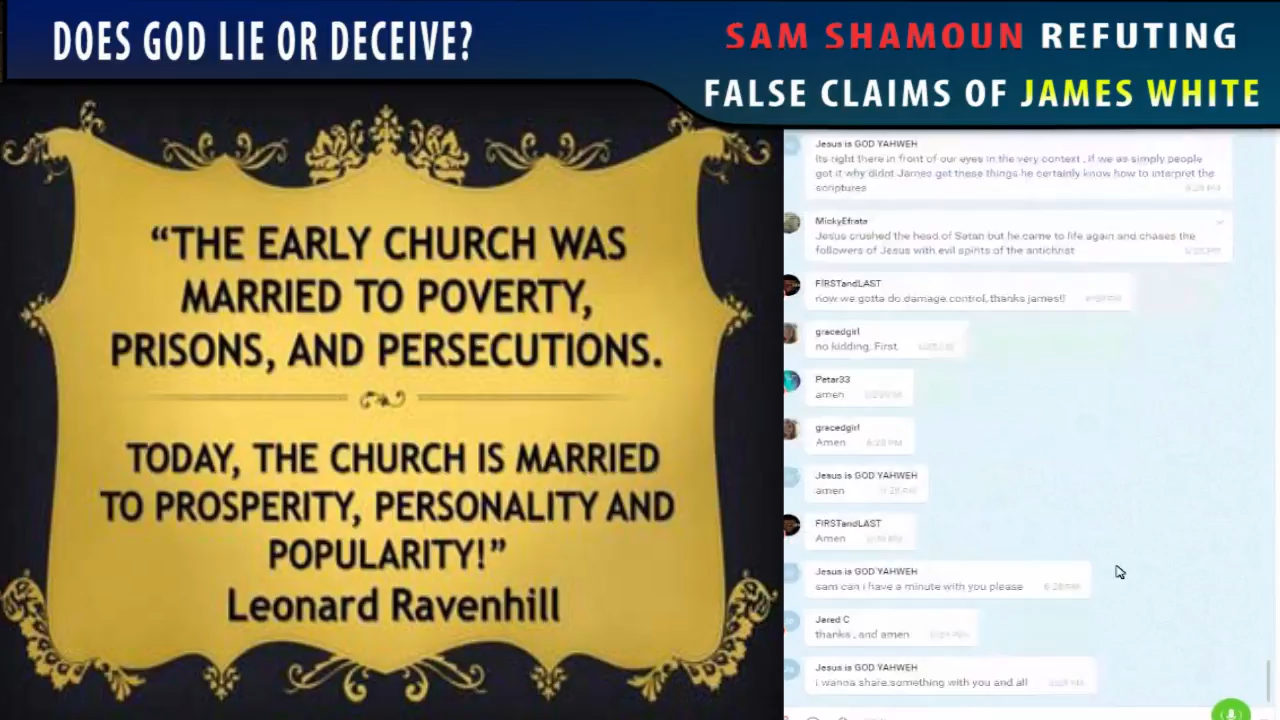 DOES GOD LIE OR DECEIVE?
SAM SHAMOUN REFUTING
FALSE CLAIMS OF JAMES WHITE
“THE EARLY CHURCH WAS
MARRIED TO POVERTY,
PRISONS, AND PERSECUTIONS.
TODAY, THE CHURCH IS MARRIED
TO PROSPERITY, PERSONALITY AND
POPULARITY!”
Leonard Ravenhill
Jesus is GOD YAHWEH
Its right there in front of our eyes in the very context , if we as simply people
got it why didnt James get these things he certainly know how to interpret the
scriptures
MickyEfrata
Jesus crushed the head of Satan but he came to life again and chases the
followers of Jesus with evil spirits of the antichrist
FIRSTandLAST
now we gotta do damage control, thanks james!!
gracedgirl
no kidding, First.
Petar33
amen
gracedgirl
Amen 6:28 PM
Jesus is GOD YAHWEH
amen
FIRSTandLAST
Amen
Jesus is GOD YAHWEH
sam can i have a minute with you please 6:28 PM
Jared C
thanks , and amen
Jesus is GOD YAHWEH
i wanna share something with you and all